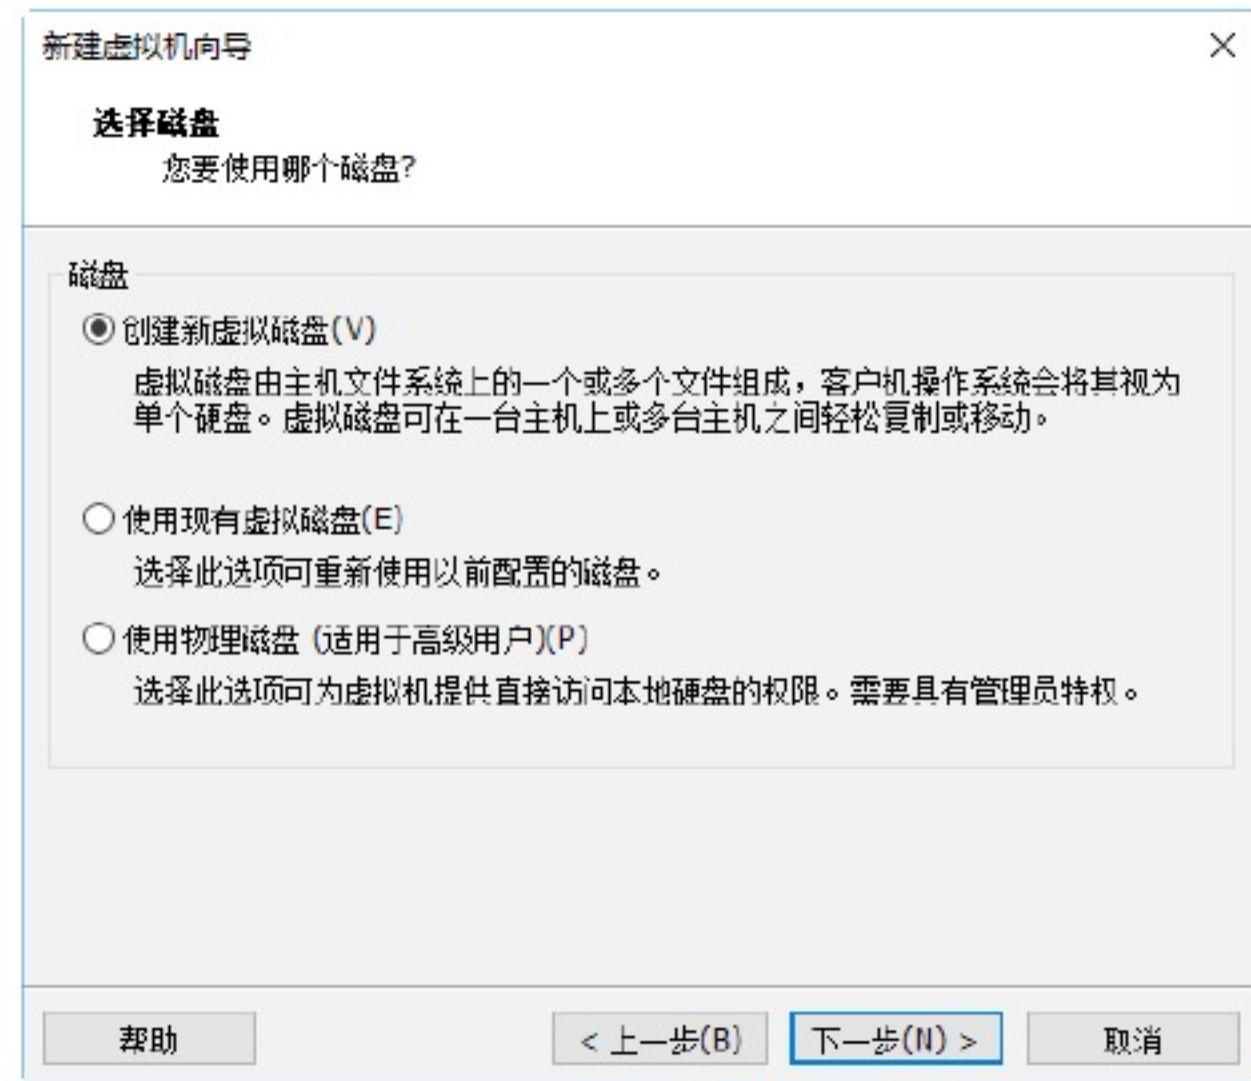 新建虚拟机向导
选择磁盘
您要使用哪个磁盘?
磁盘
创建新虚拟磁盘(V)
虚拟磁盘由主机文件系统上的一个或多个文件组成，客户机操作系统会将其视为
单个硬盘。虚拟磁盘可在一台主机上或多台主机之间轻松复制或移动。
使用现有虚拟磁盘(E)
选择此选项可重新使用以前配置的磁盘。
使用物理磁盘 (适用于高级用户)(P)
选择此选项可为虚拟机提供直接访问本地硬盘的权限。需要具有管理员特权。
帮助 < 上一步(B) 下一步(N) > 取消